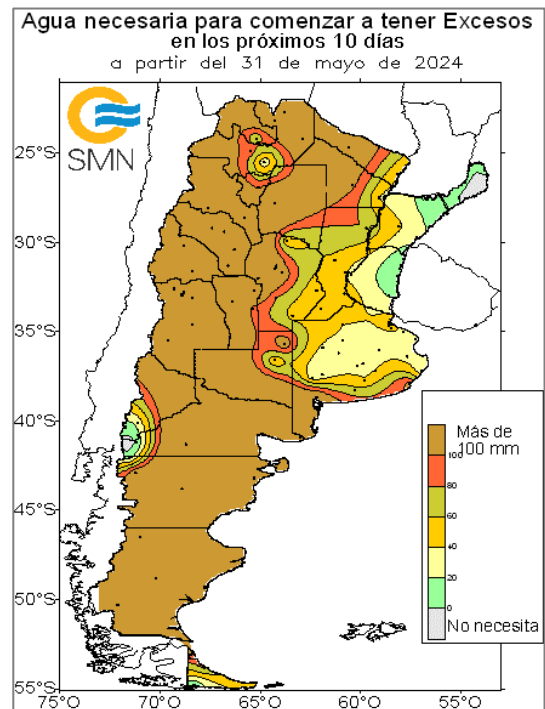 Agua necesaria para comenzar a tener Excesos
en los próximos 10 días
a partir del 31 de mayo de 2024
SMN
25°S
30°S
35°S
40°S
45°S
50°S
55°S
75°O
70°O
65°O
60°O
55°O
Más de
100 mm
100
80
60
40
20
0
No necesita